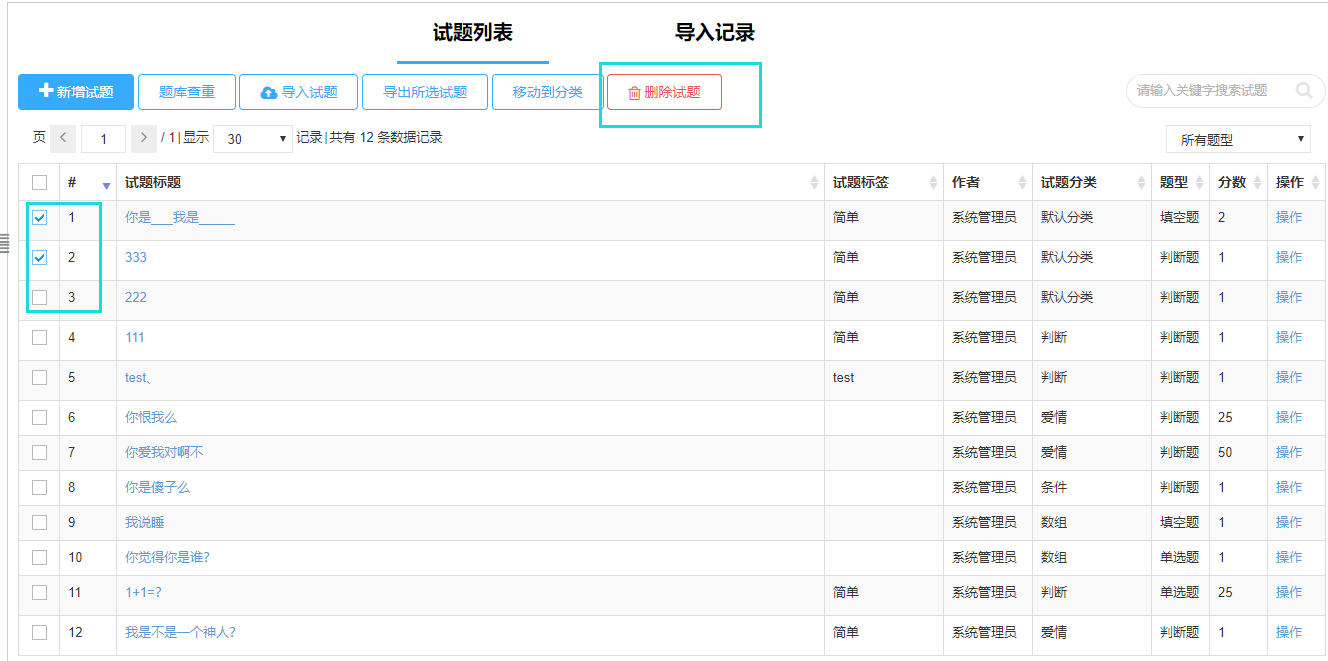 试题列表 导入记录
新增试题 题库查重 导入试题 导出所选试题 移动到分类 删除试题 请输入关键字搜索试题
页 1 / 1 | 显示 30 记录 | 共有 12 条数据记录 所有题型
# 试题标题 试题标签 作者 试题分类 题型 分数 操作
1 你是___我是_____ 简单 系统管理员 默认分类 填空题 2 操作
2 333 简单 系统管理员 默认分类 判断题 1 操作
3 222 简单 系统管理员 默认分类 判断题 1 操作
4 111 简单 系统管理员 判断 判断题 1 操作
5 test、 test 系统管理员 判断 判断题 1 操作
6 你恨我么 系统管理员 爱情 判断题 25 操作
7 你爱我对啊不 系统管理员 爱情 判断题 50 操作
8 你是傻子么 系统管理员 条件 判断题 1 操作
9 我说睡 系统管理员 数组 填空题 1 操作
10 你觉得你是谁? 系统管理员 数组 单选题 1 操作
11 1+1=? 简单 系统管理员 判断 单选题 25 操作
12 我是不是一个神人? 简单 系统管理员 爱情 判断题 1 操作